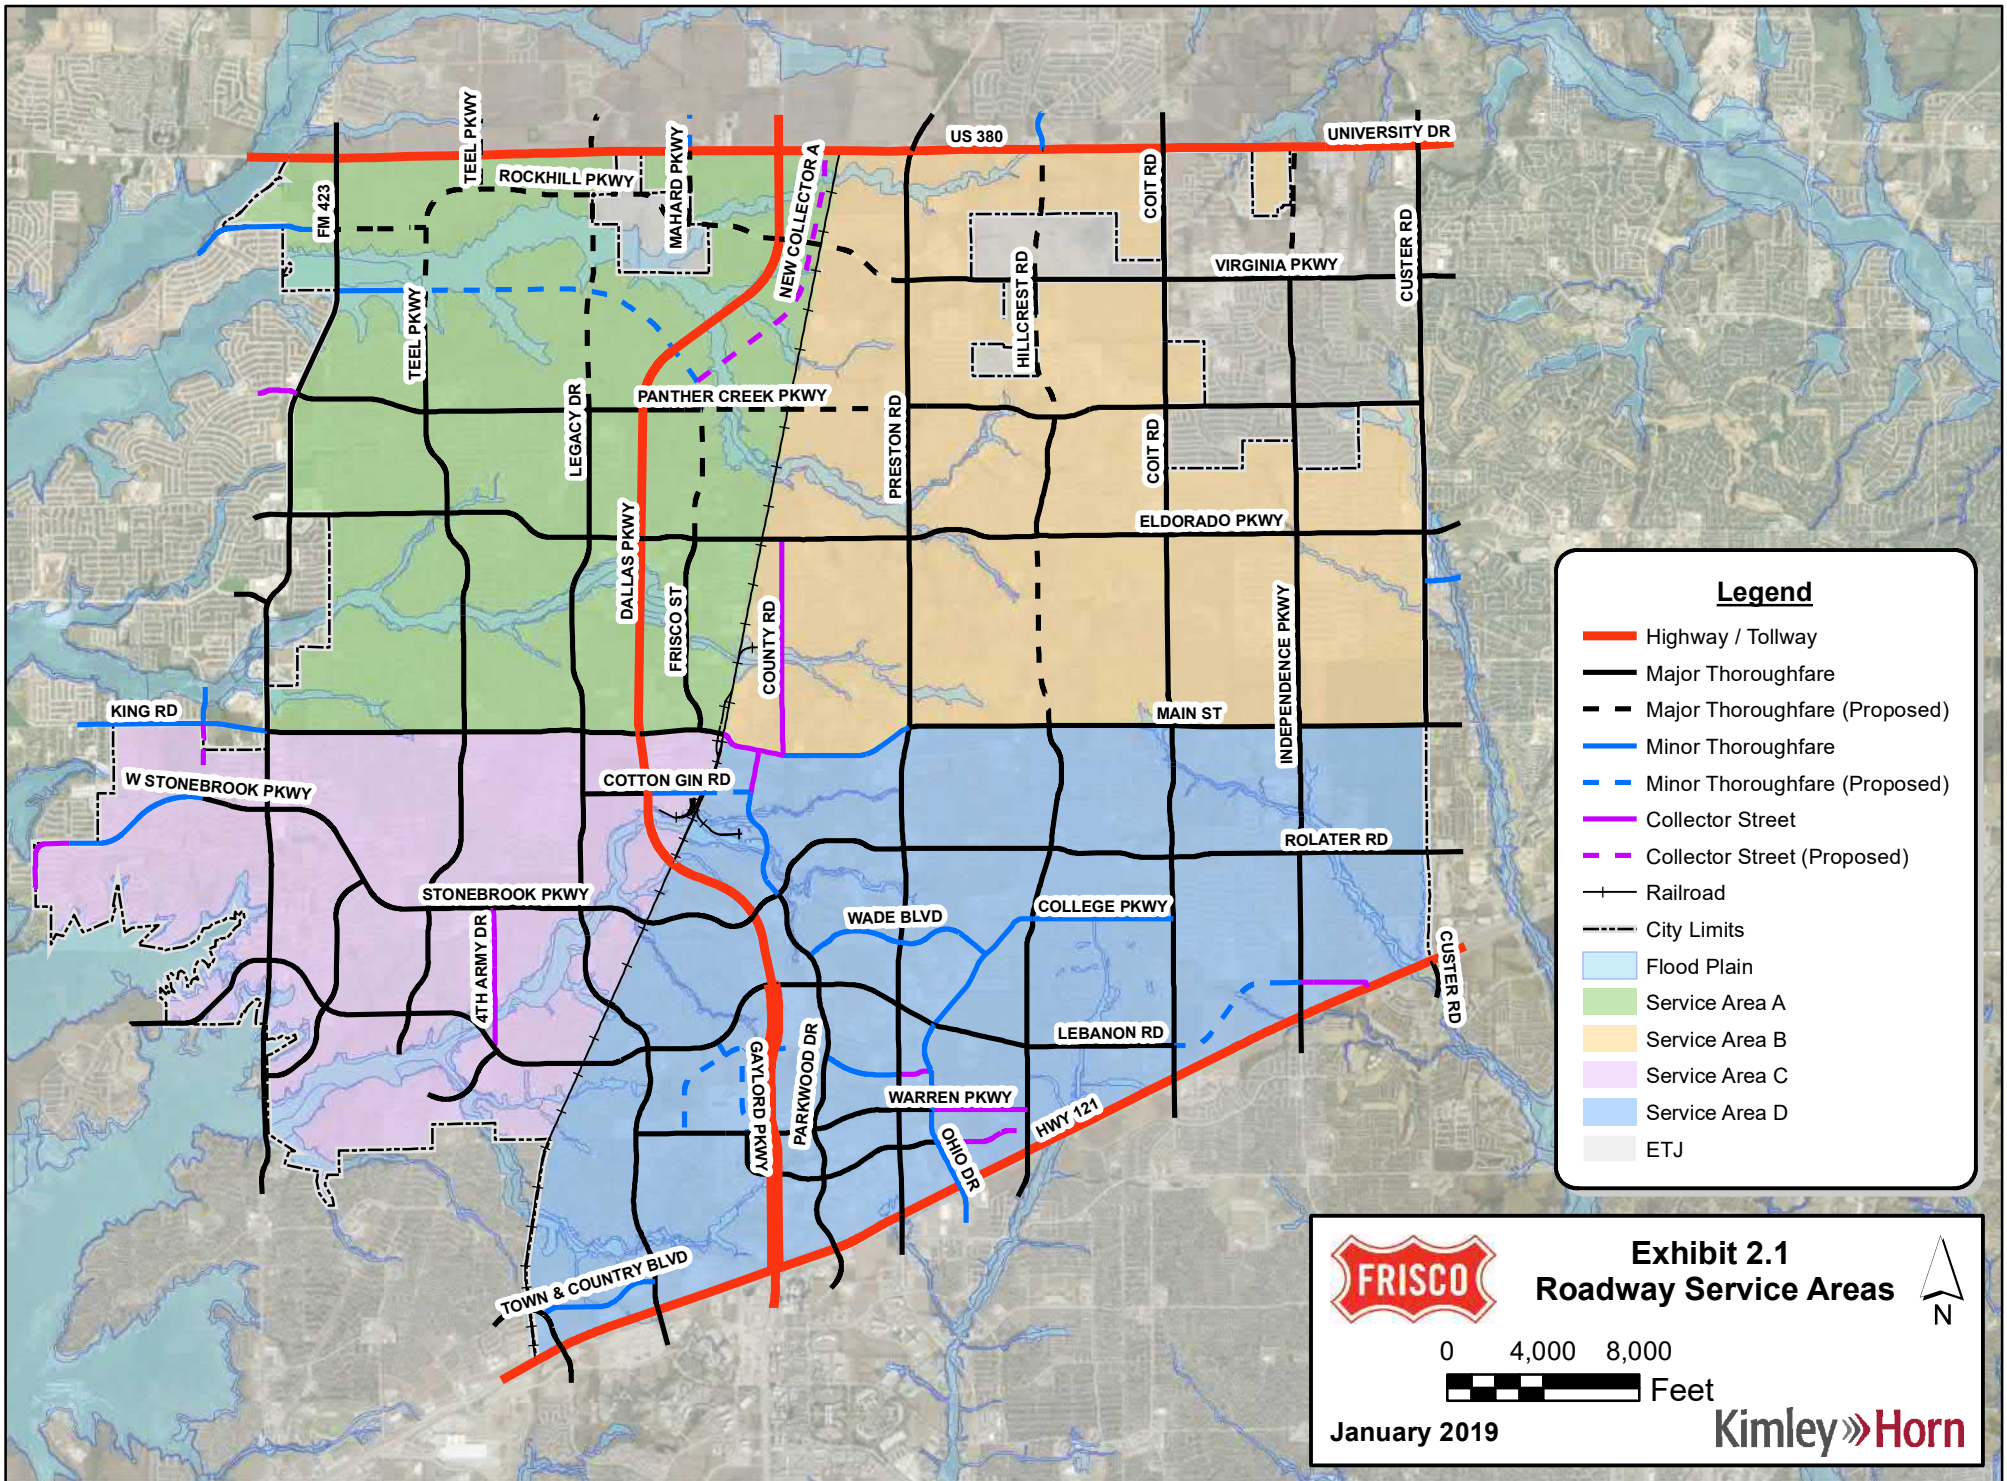 US 380
UNIVERSITY DR
TEEL PKWY
ROCKHILL PKWY
MAHARD PKWY
NEW COLLECTOR A
COIT RD
FM 423
CUSTER RD
HILLCREST RD
VIRGINIA PKWY
TEEL PKWY
LEGACY DR
PANTHER CREEK PKWY
PRESTON RD
COIT RD
DALLAS PKWY
ELDORADO PKWY
FRISCO ST
COUNTY RD
INDEPENDENCE PKWY
KING RD
MAIN ST
W STONEBROOK PKWY
COTTON GIN RD
ROLATER RD
STONEBROOK PKWY
WADE BLVD
COLLEGE PKWY
4TH ARMY DR
CUSTER RD
GAYLORD PKWY
PARKWOOD DR
LEBANON RD
WARREN PKWY
HWY 121
OHIO DR
TOWN & COUNTRY BLVD
Legend
Highway / Tollway
Major Thoroughfare
Major Thoroughfare (Proposed)
Minor Thoroughfare
Minor Thoroughfare (Proposed)
Collector Street
Collector Street (Proposed)
Railroad
City Limits
Flood Plain
Service Area A
Service Area B
Service Area C
Service Area D
ETJ
FRISCO
Exhibit 2.1
Roadway Service Areas
N
0 4,000 8,000
Feet
January 2019
Kimley»Horn